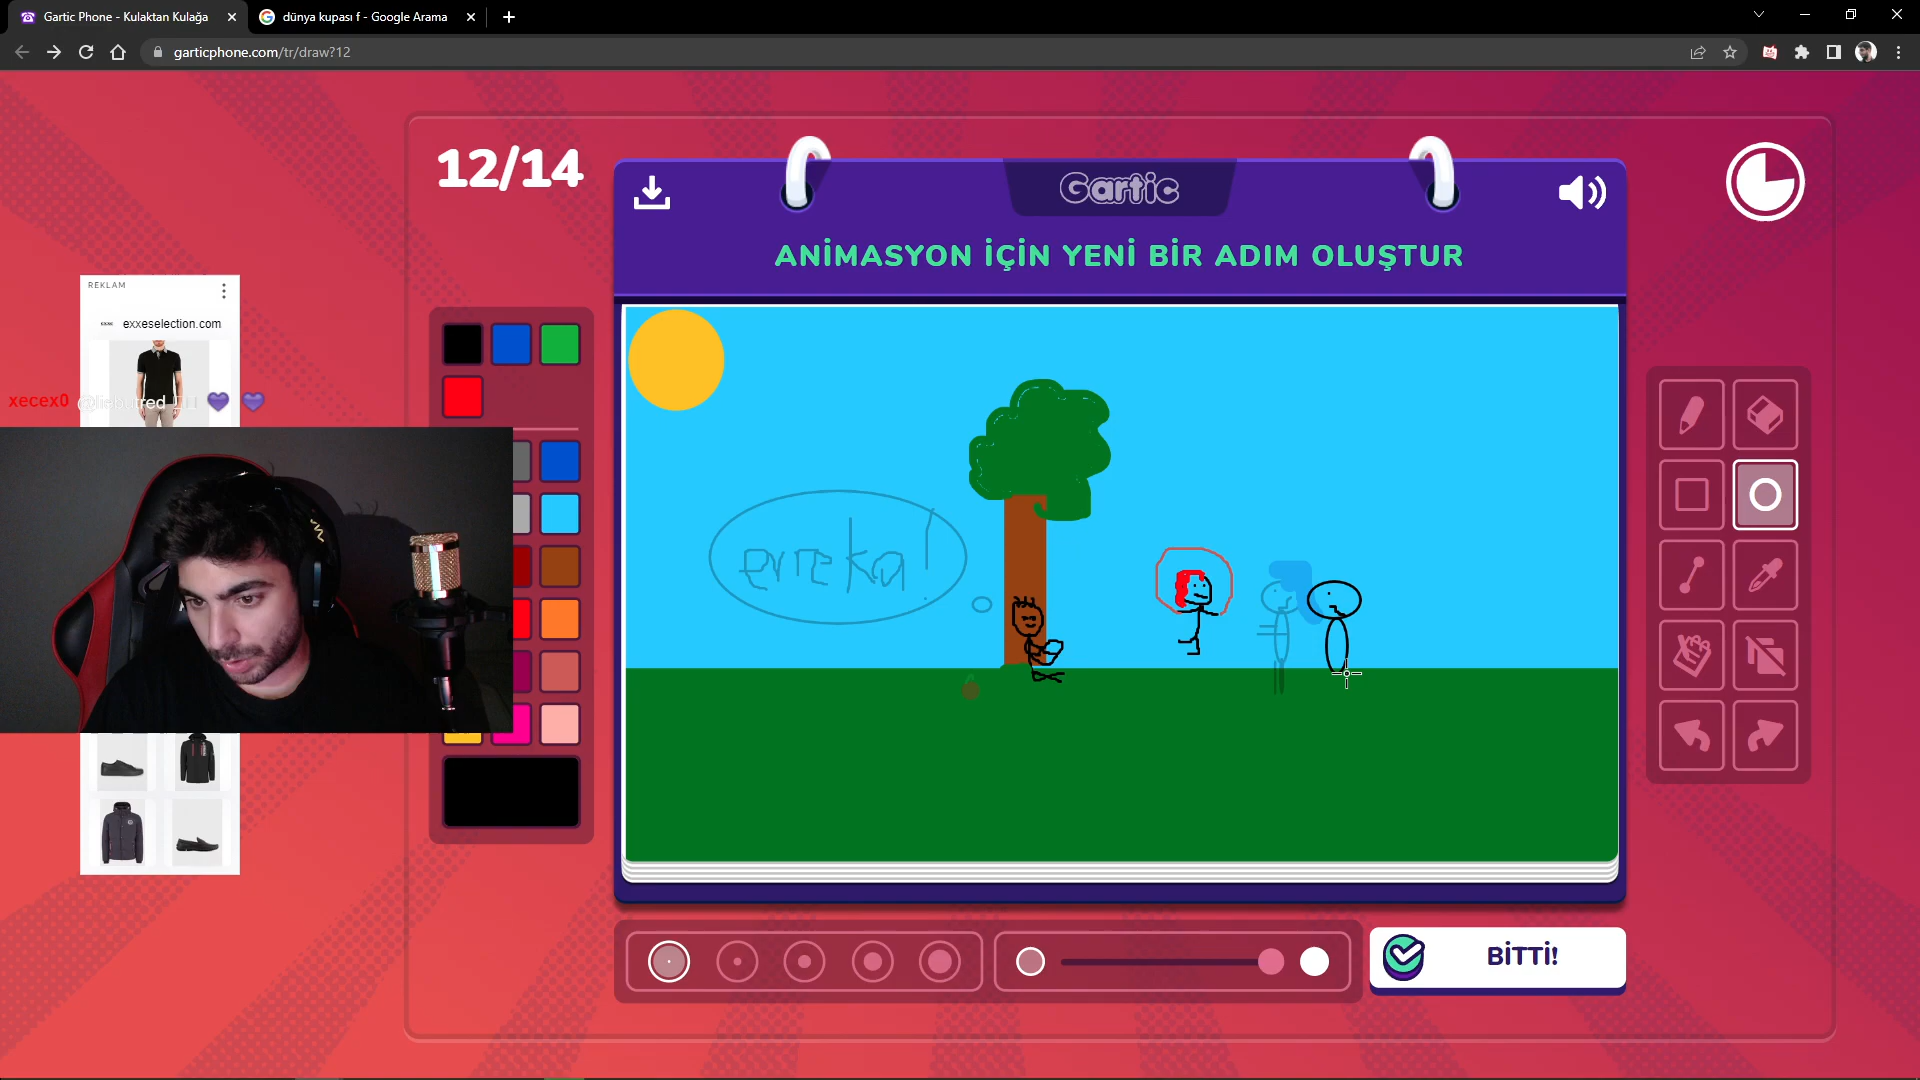 Gartic Phone - Kulaktan Kulağa
dünya kupası f - Google Arama
garticphone.com/tr/draw?12
12/14
Gartic
ANİMASYON İÇİN YENİ BİR ADIM OLUŞTUR
REKLAM
exxeselection.com
xecex0
evreka!
BİTTİ!